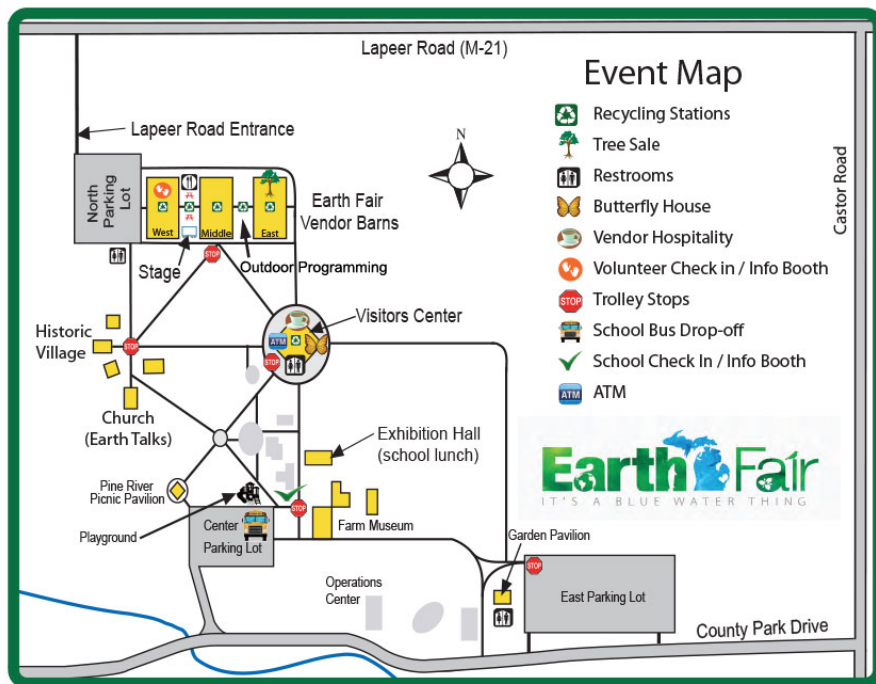 Lapeer Road (M-21)
Event Map
Recycling Stations
Tree Sale
Restrooms
Butterfly House
Vendor Hospitality
Volunteer Check in / Info Booth
STOP
Trolley Stops
School Bus Drop-off
School Check In / Info Booth
ATM
ATM
Castor Road
Lapeer Road Entrance
N
North
Parking
Lot
West
Middle
East
Earth Fair
Vendor Barns
STOP
Stage
Outdoor Programming
Visitors Center
ATM
STOP
Historic
Village
STOP
Church
(Earth Talks)
Exhibition Hall
(school lunch)
Earth Fair
IT'S A BLUE WATER THING
Pine River
Picnic Pavilion
Playground
STOP
Center
Parking Lot
Farm Museum
Garden Pavilion
STOP
East Parking Lot
Operations
Center
County Park Drive